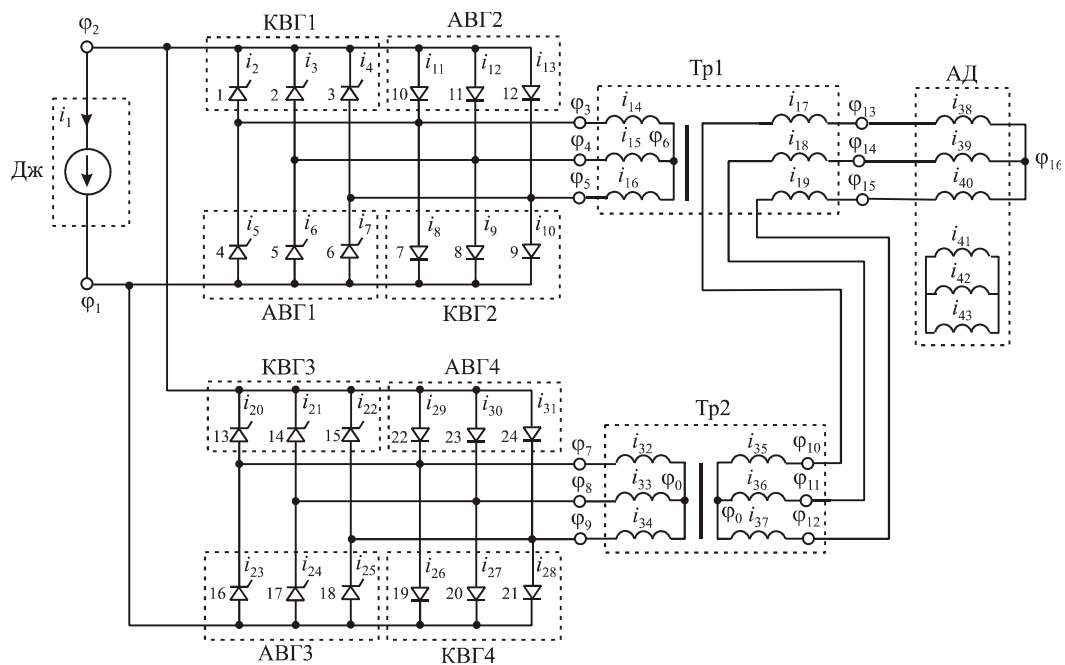 φ2
КВГ1
АВГ2
i1
Дж
φ1
i2
i3
i4
i11
i12
i13
1
2
3
10
11
12
i5
i6
i7
i8
i9
i10
4
5
6
7
8
9
АВГ1
КВГ2
Тр1
АД
φ3
φ4
φ5
i14
i15
i16
φ6
i17
i18
i19
φ13
φ14
φ15
i38
i39
i40
φ16
i41
i42
i43
КВГ3
АВГ4
i20
i21
i22
i29
i30
i31
13
14
15
22
23
24
i23
i24
i25
i26
i27
i28
16
17
18
19
20
21
АВГ3
КВГ4
Тр2
φ7
φ8
φ9
i32
i33
i34
φ0
φ0
i35
i36
i37
φ10
φ11
φ12